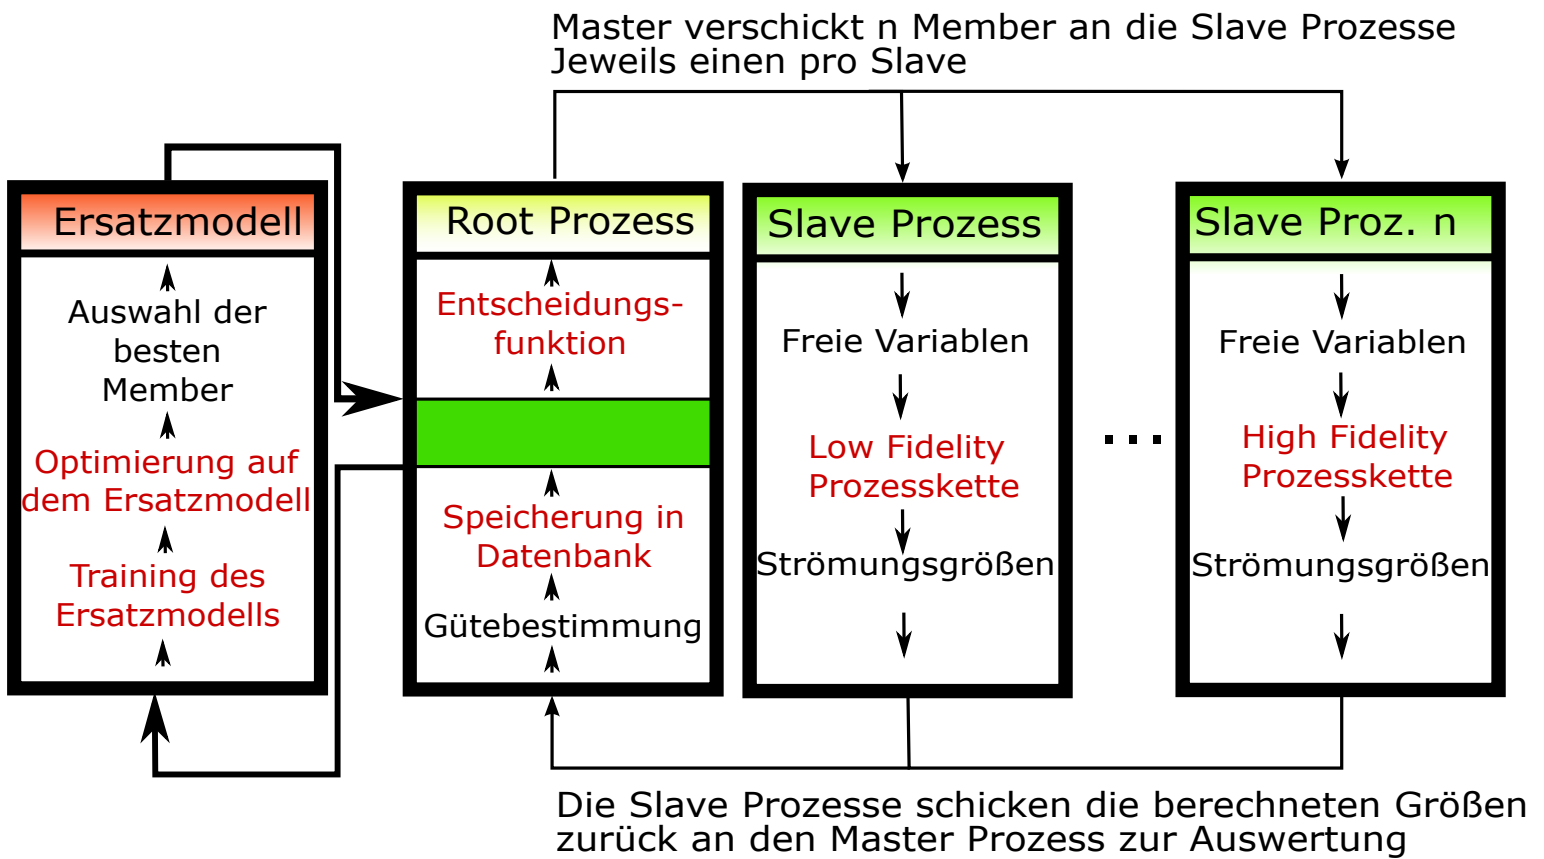 Master verschickt n Member an die Slave Prozesse
Jeweils einen pro Slave
Ersatzmodell
Auswahl der
besten
Member
Optimierung auf
dem Ersatzmodell
Training des
Ersatzmodells
Root Prozess
Entscheidungs-
funktion
Speicherung in
Datenbank
Gütebestimmung
Slave Prozess
Freie Variablen
Low Fidelity
Prozesskette
Strömungsgrößen
...
Slave Proz. n
Freie Variablen
High Fidelity
Prozesskette
Strömungsgrößen
Die Slave Prozesse schicken die berechneten Größen
zurück an den Master Prozess zur Auswertung